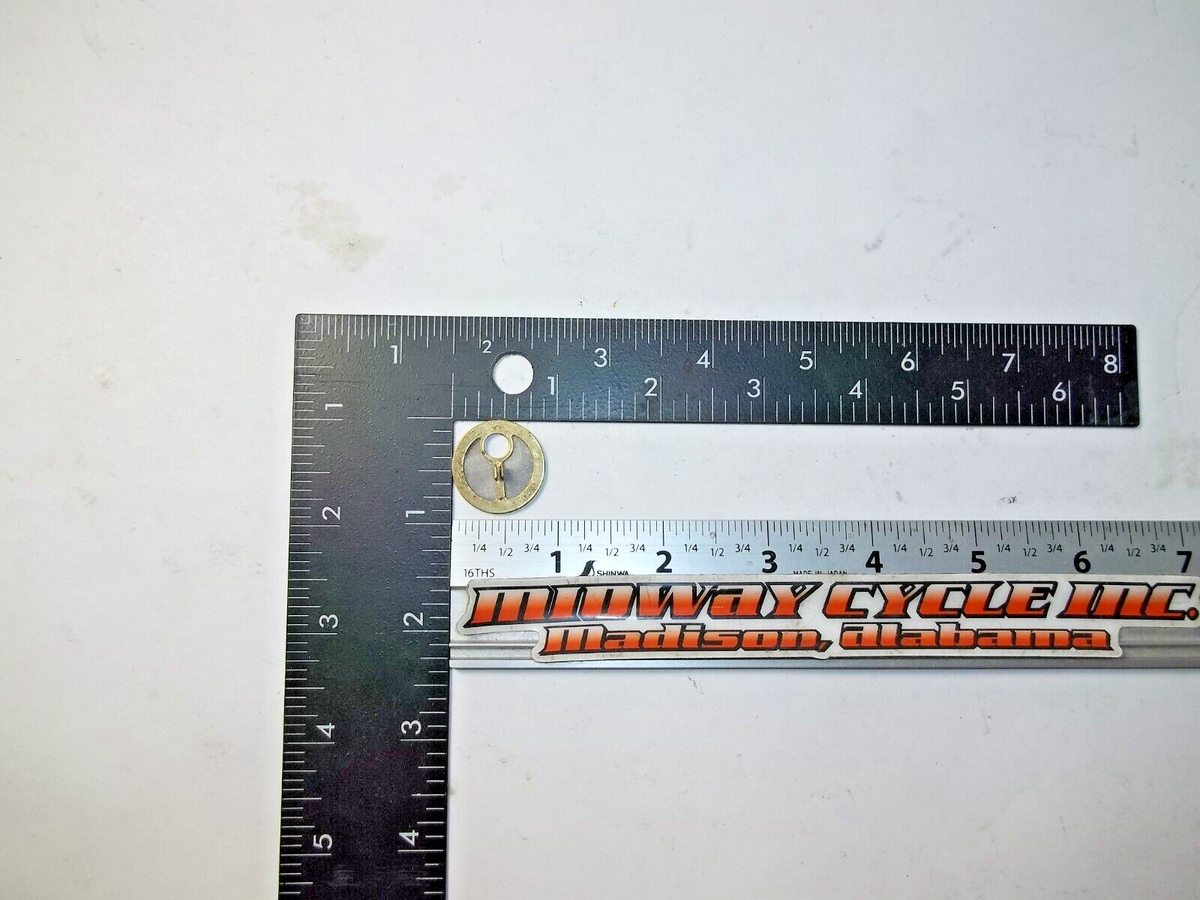 1 2 3 4 5 6 7 8
1 2 3 4 5 6
1 2 3 4 5
1 2 3 4
1/4 1/2 3/4 1 1/4 1/2 3/4 2 1/4 1/2 3/4 3 1/4 1/2 3/4 4 1/4 1/2 3/4 5 1/4 1/2 3/4 6 1/4 1/2 3/4 7
16THS SHINWA MADE IN JAPAN
MIDWAY CYCLE INC.
Madison, Alabama